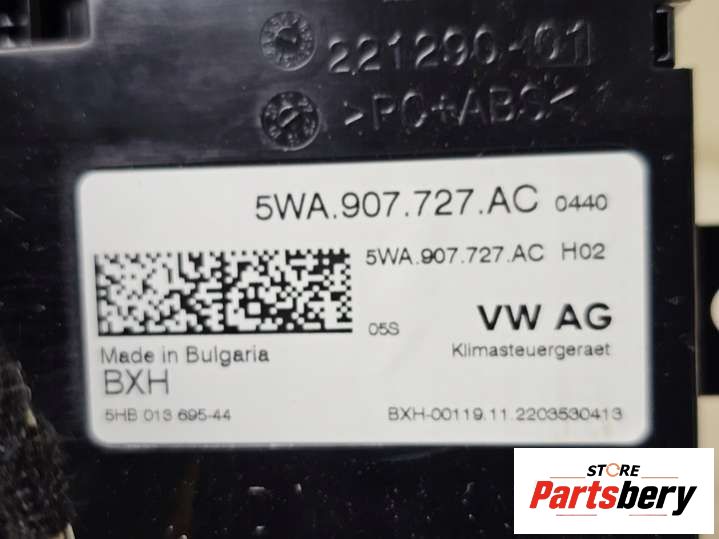 221290-101
>PC+ABS<
5WA.907.727.AC 0440
5WA.907.727.AC H02
05S VW AG
Made in Bulgaria
Klimasteuergeraet
BXH
5HB 013 695-44
BXH-00119.11.2203530413
STORE
Partsbery